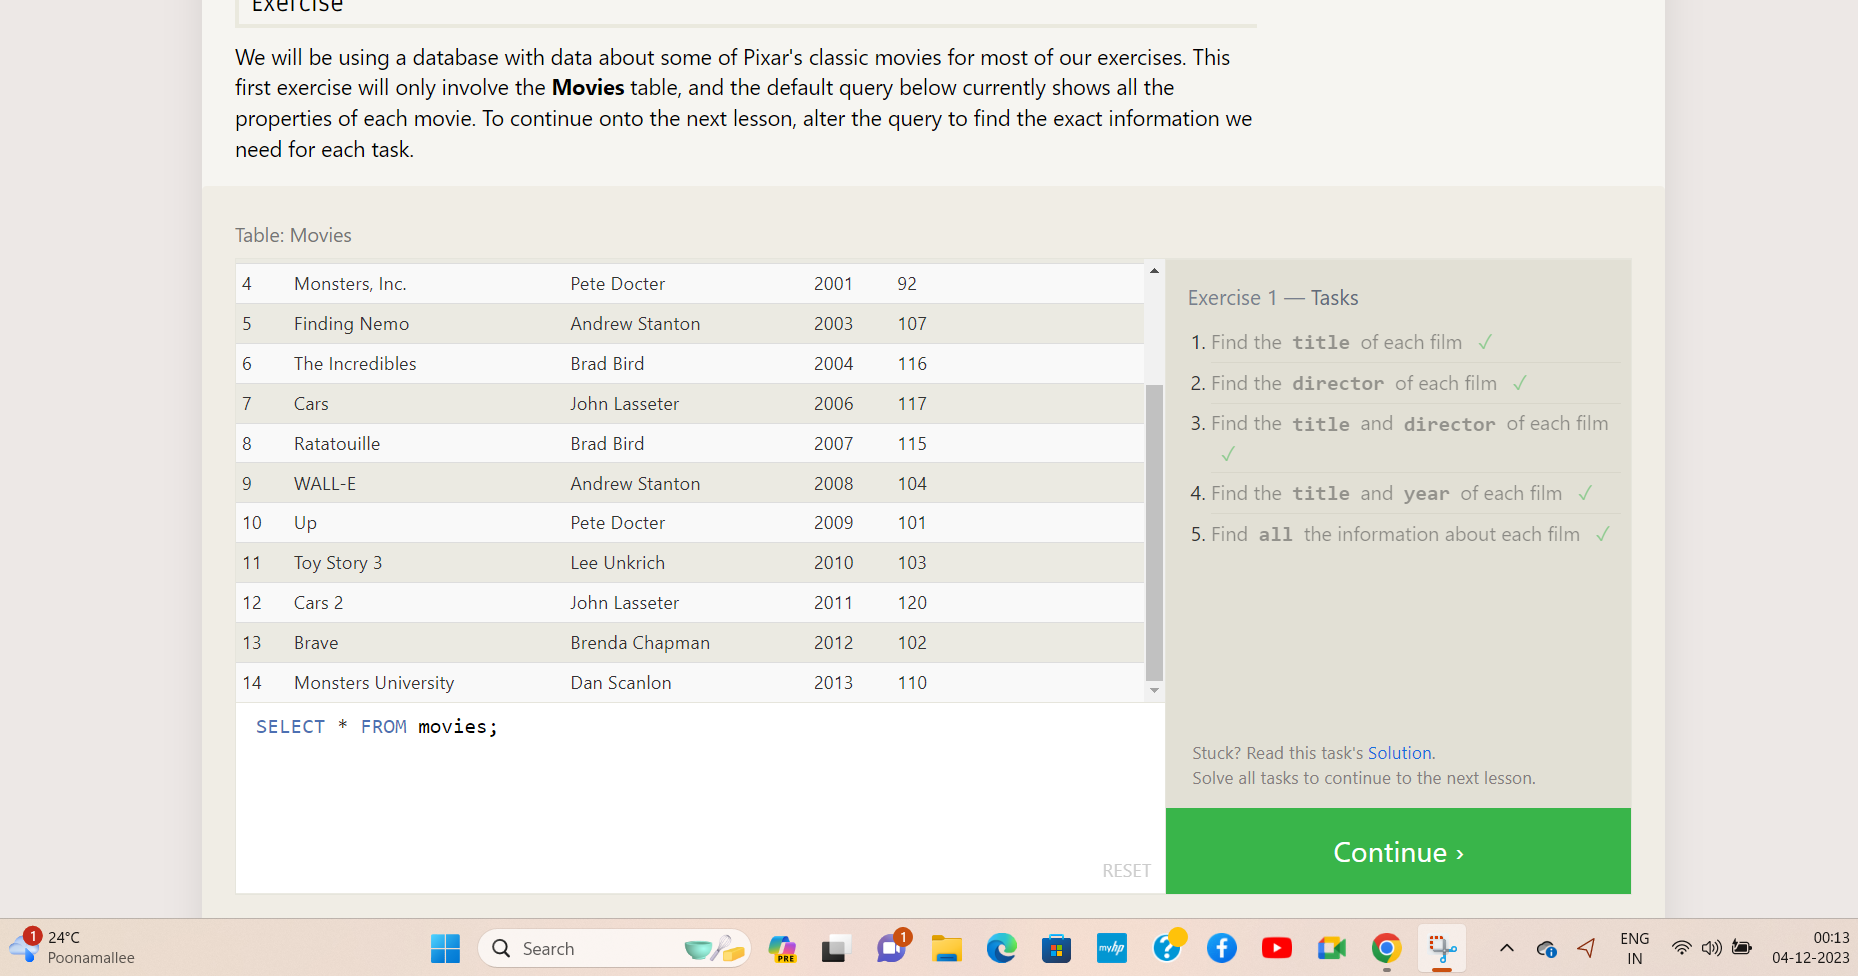 Exercise
We will be using a database with data about some of Pixar's classic movies for most of our exercises. This
first exercise will only involve the Movies table, and the default query below currently shows all the
properties of each movie. To continue onto the next lesson, alter the query to find the exact information we
need for each task.
Table: Movies
4 Monsters, Inc. Pete Docter 2001 92
5 Finding Nemo Andrew Stanton 2003 107
6 The Incredibles Brad Bird 2004 116
7 Cars John Lasseter 2006 117
8 Ratatouille Brad Bird 2007 115
9 WALL-E Andrew Stanton 2008 104
10 Up Pete Docter 2009 101
11 Toy Story 3 Lee Unkrich 2010 103
12 Cars 2 John Lasseter 2011 120
13 Brave Brenda Chapman 2012 102
14 Monsters University Dan Scanlon 2013 110
SELECT * FROM movies;
RESET
Exercise 1 — Tasks
1. Find the title of each film ✓
2. Find the director of each film ✓
3. Find the title and director of each film
✓
4. Find the title and year of each film ✓
5. Find all the information about each film ✓
Stuck? Read this task's Solution.
Solve all tasks to continue to the next lesson.
Continue ›
1
24°C
Poonamallee
Search
PRE
1
myhp
ENG
IN
00:13
04-12-2023